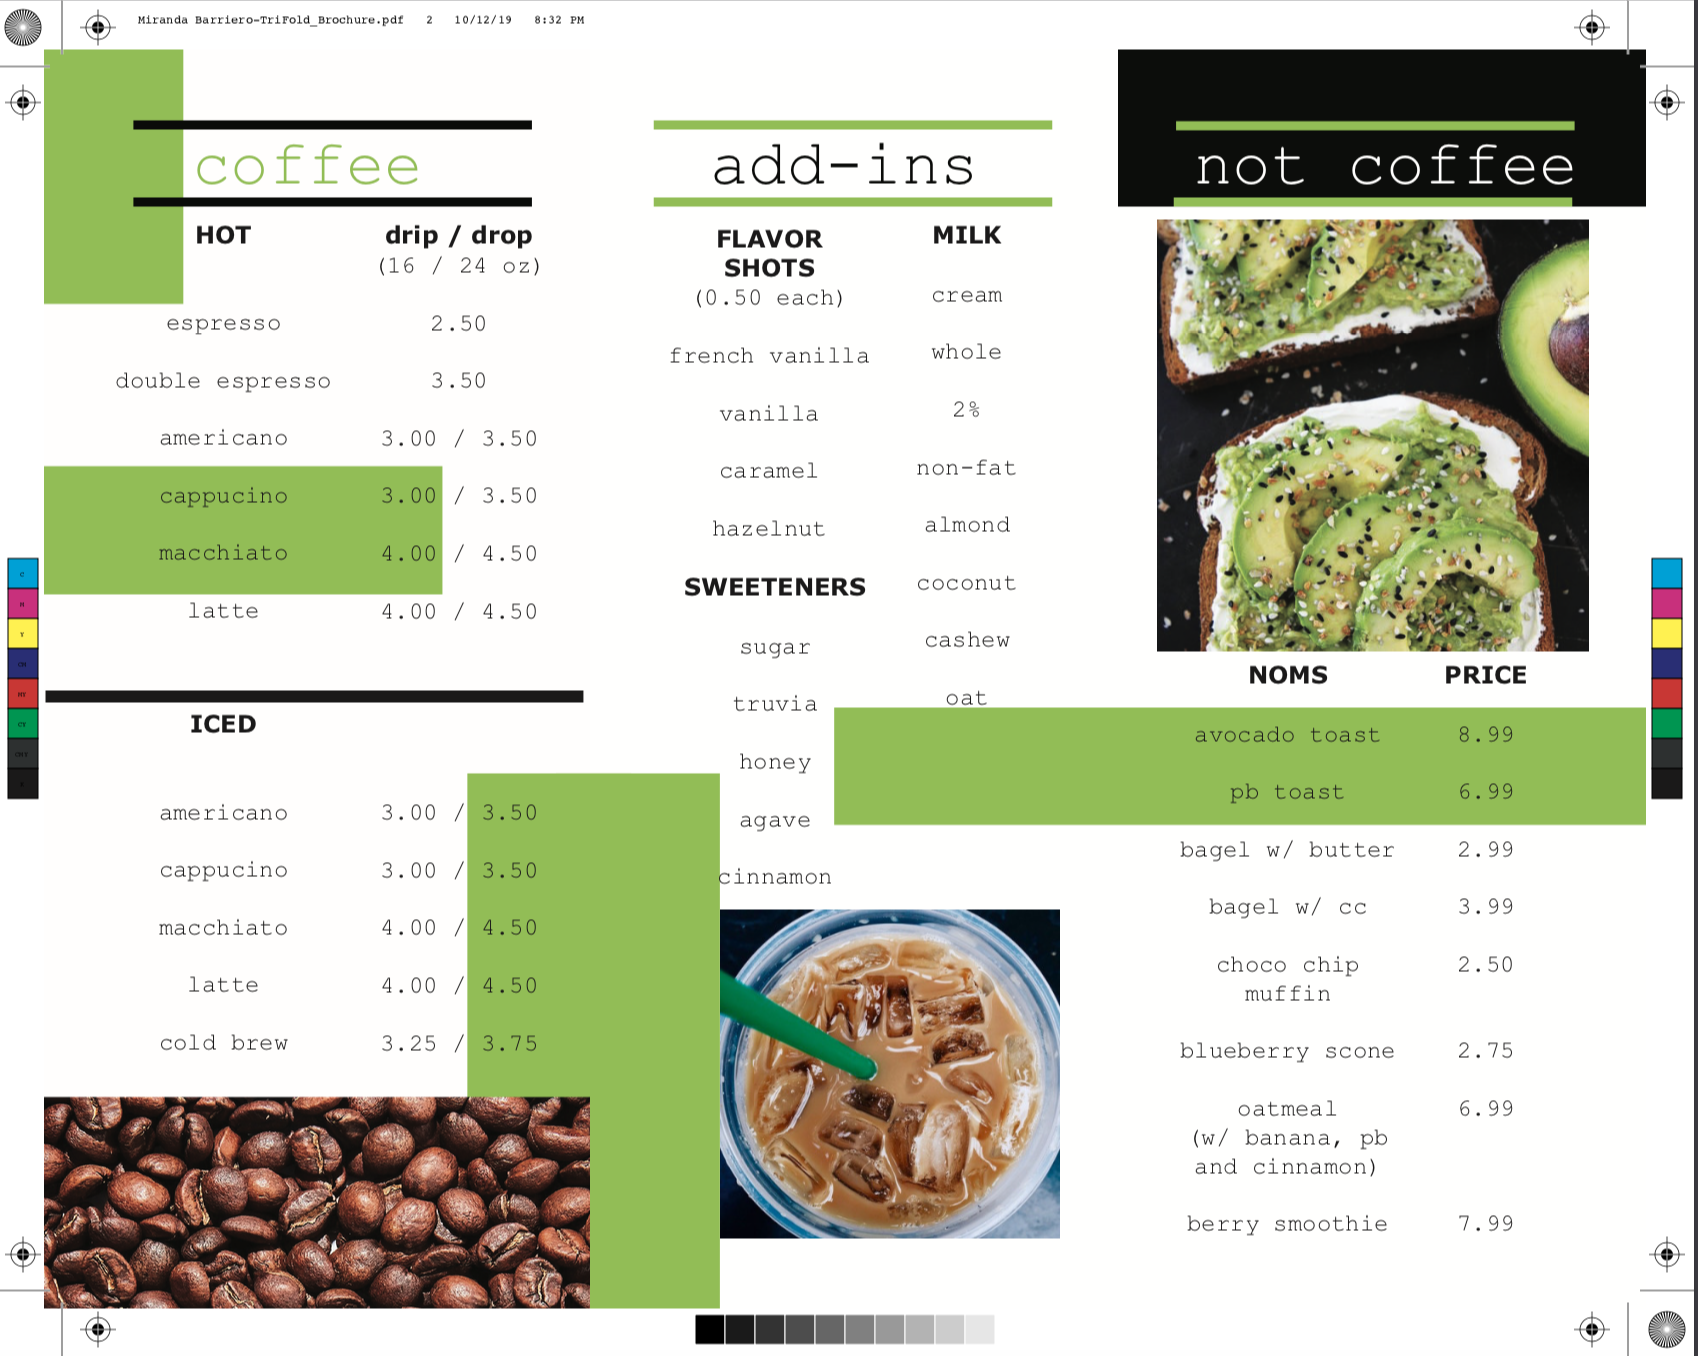 Miranda Barriero-TriFold_Brochure.pdf 2 10/12/19 8:32 PM
coffee
HOT drip / drop
(16 / 24 oz)
espresso 2.50
double espresso 3.50
americano 3.00 / 3.50
cappucino 3.00 / 3.50
macchiato 4.00 / 4.50
latte 4.00 / 4.50
ICED
americano 3.00 / 3.50
cappucino 3.00 / 3.50
macchiato 4.00 / 4.50
latte 4.00 / 4.50
cold brew 3.25 / 3.75
add-ins
FLAVOR
SHOTS
(0.50 each)
french vanilla
vanilla
caramel
hazelnut
SWEETENERS
sugar
truvia
honey
agave
cinnamon
MILK
cream
whole
2%
non-fat
almond
coconut
cashew
oat
not coffee
NOMS PRICE
avocado toast 8.99
pb toast 6.99
bagel w/ butter 2.99
bagel w/ cc 3.99
choco chip 2.50
muffin
blueberry scone 2.75
oatmeal 6.99
(w/ banana, pb
and cinnamon)
berry smoothie 7.99